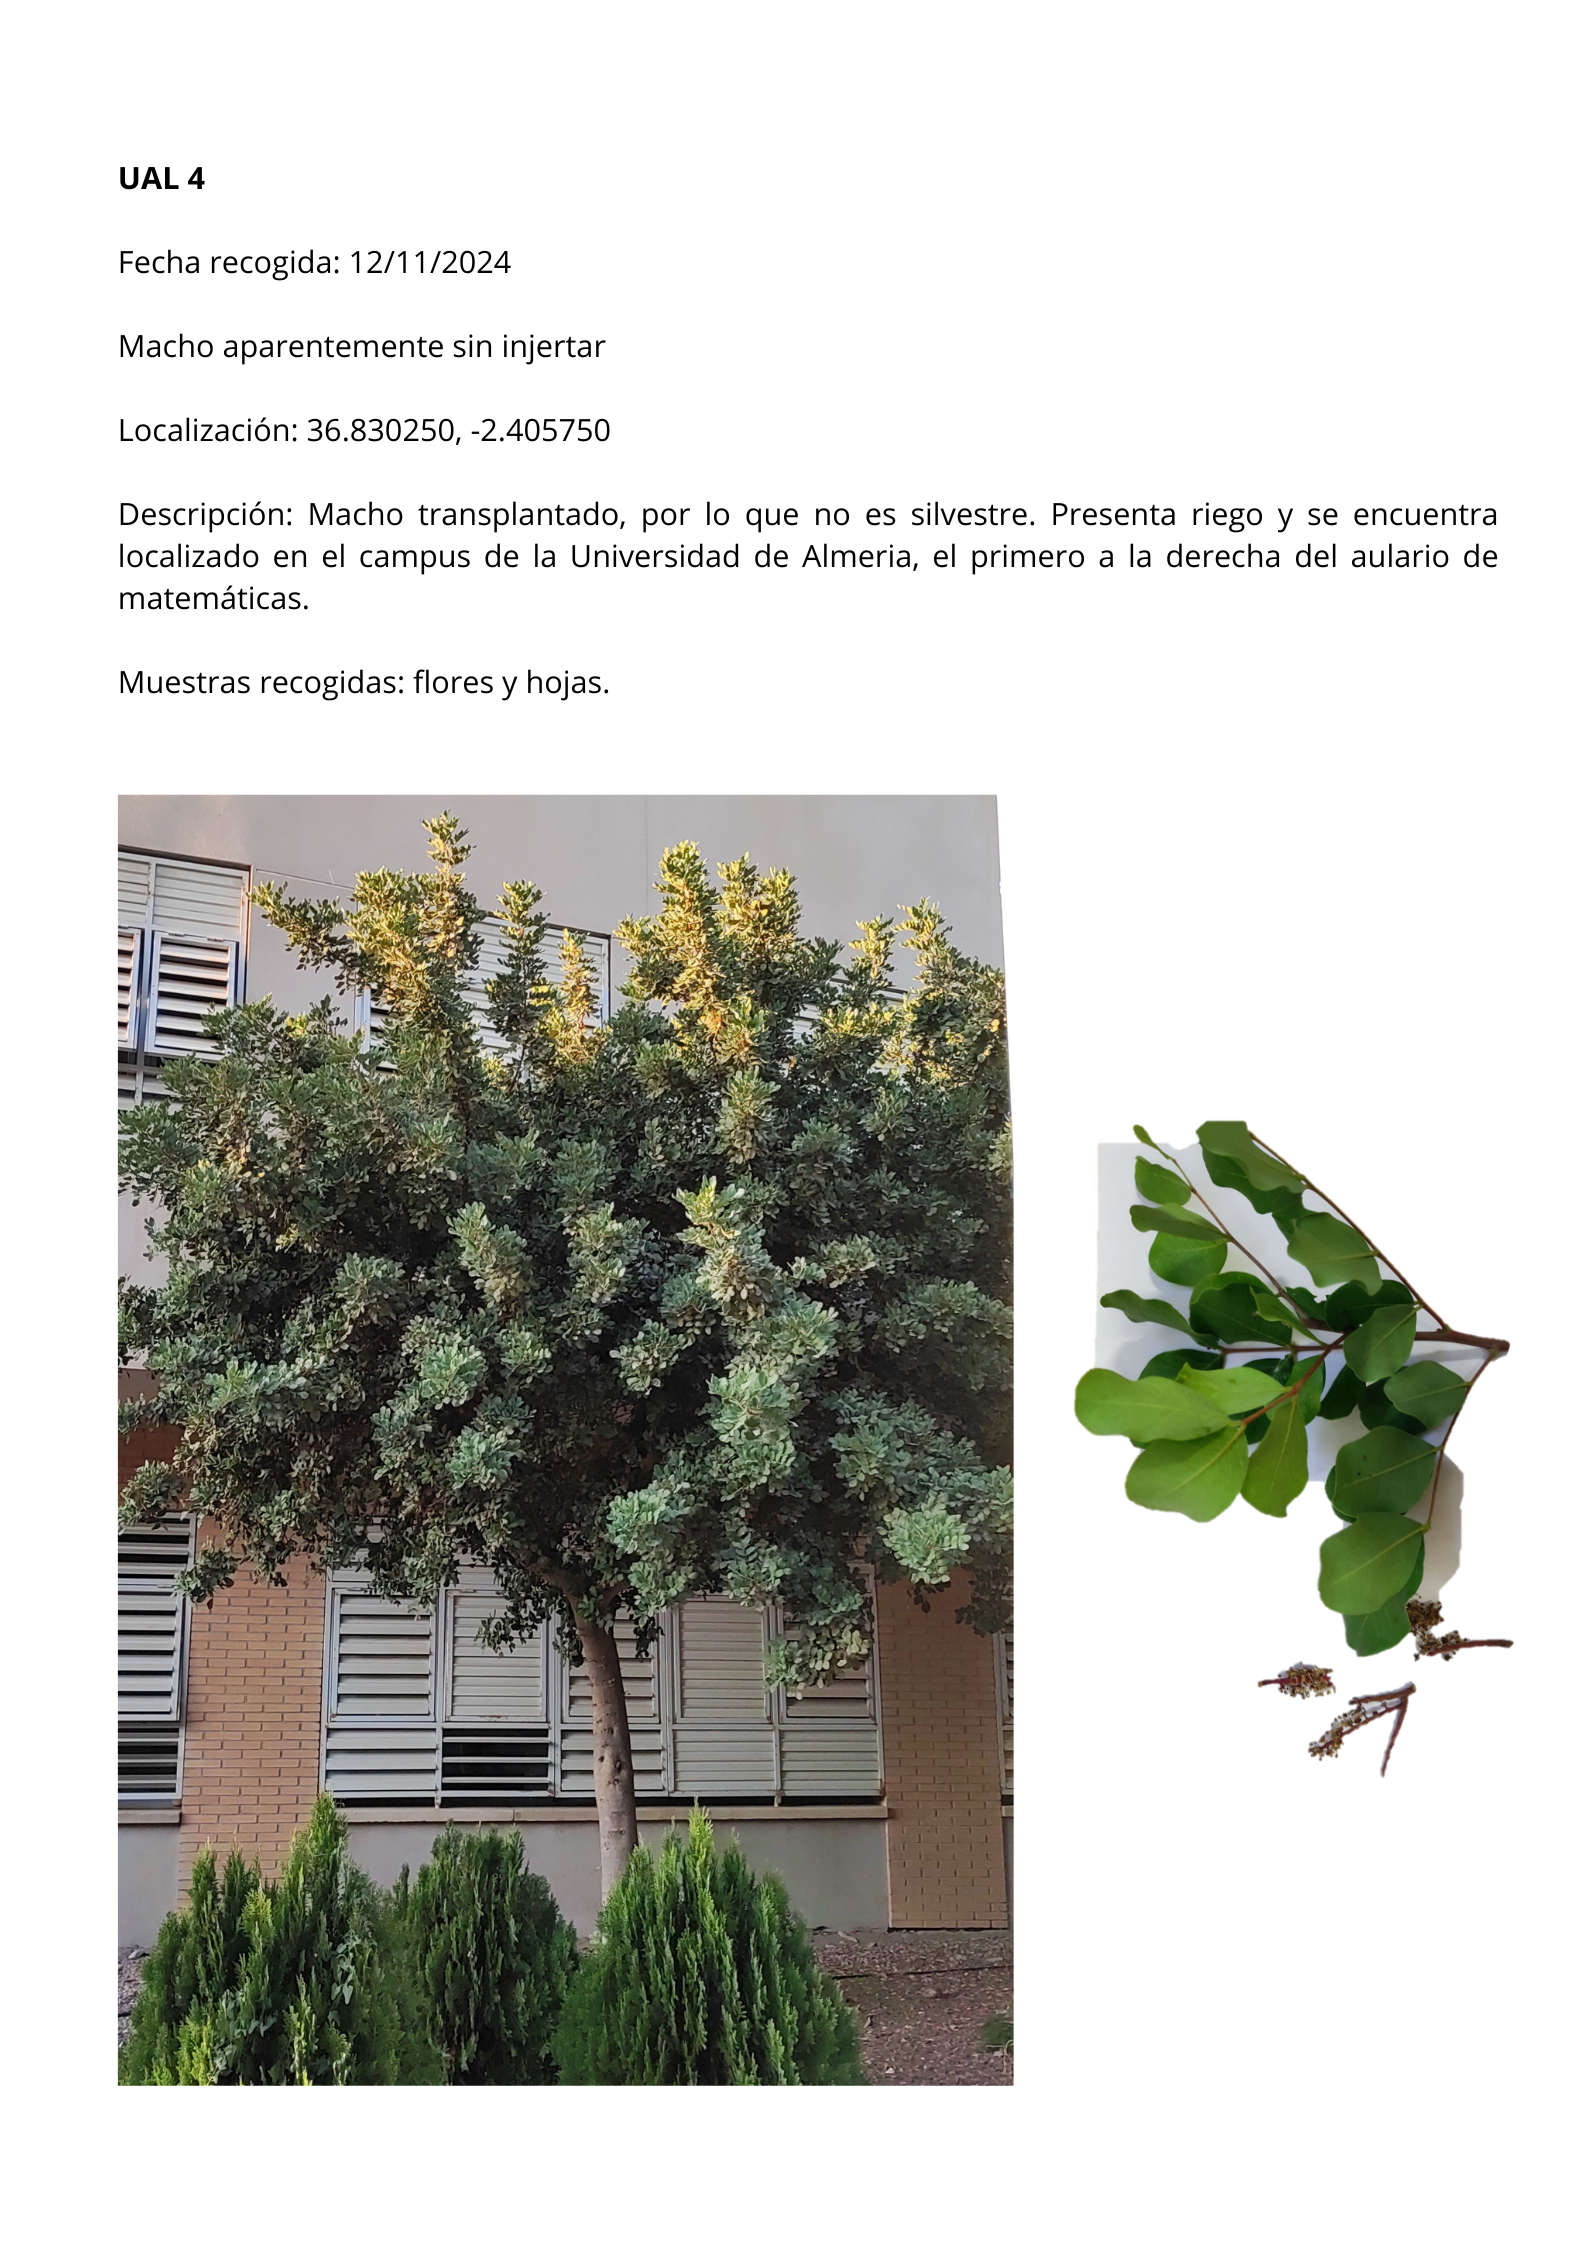 UAL 4
Fecha recogida: 12/11/2024
Macho aparentemente sin injertar
Localización: 36.830250, -2.405750
Descripción: Macho transplantado, por lo que no es silvestre. Presenta riego y se encuentra
localizado en el campus de la Universidad de Almeria, el primero a la derecha del aulario de
matemáticas.
Muestras recogidas: flores y hojas.